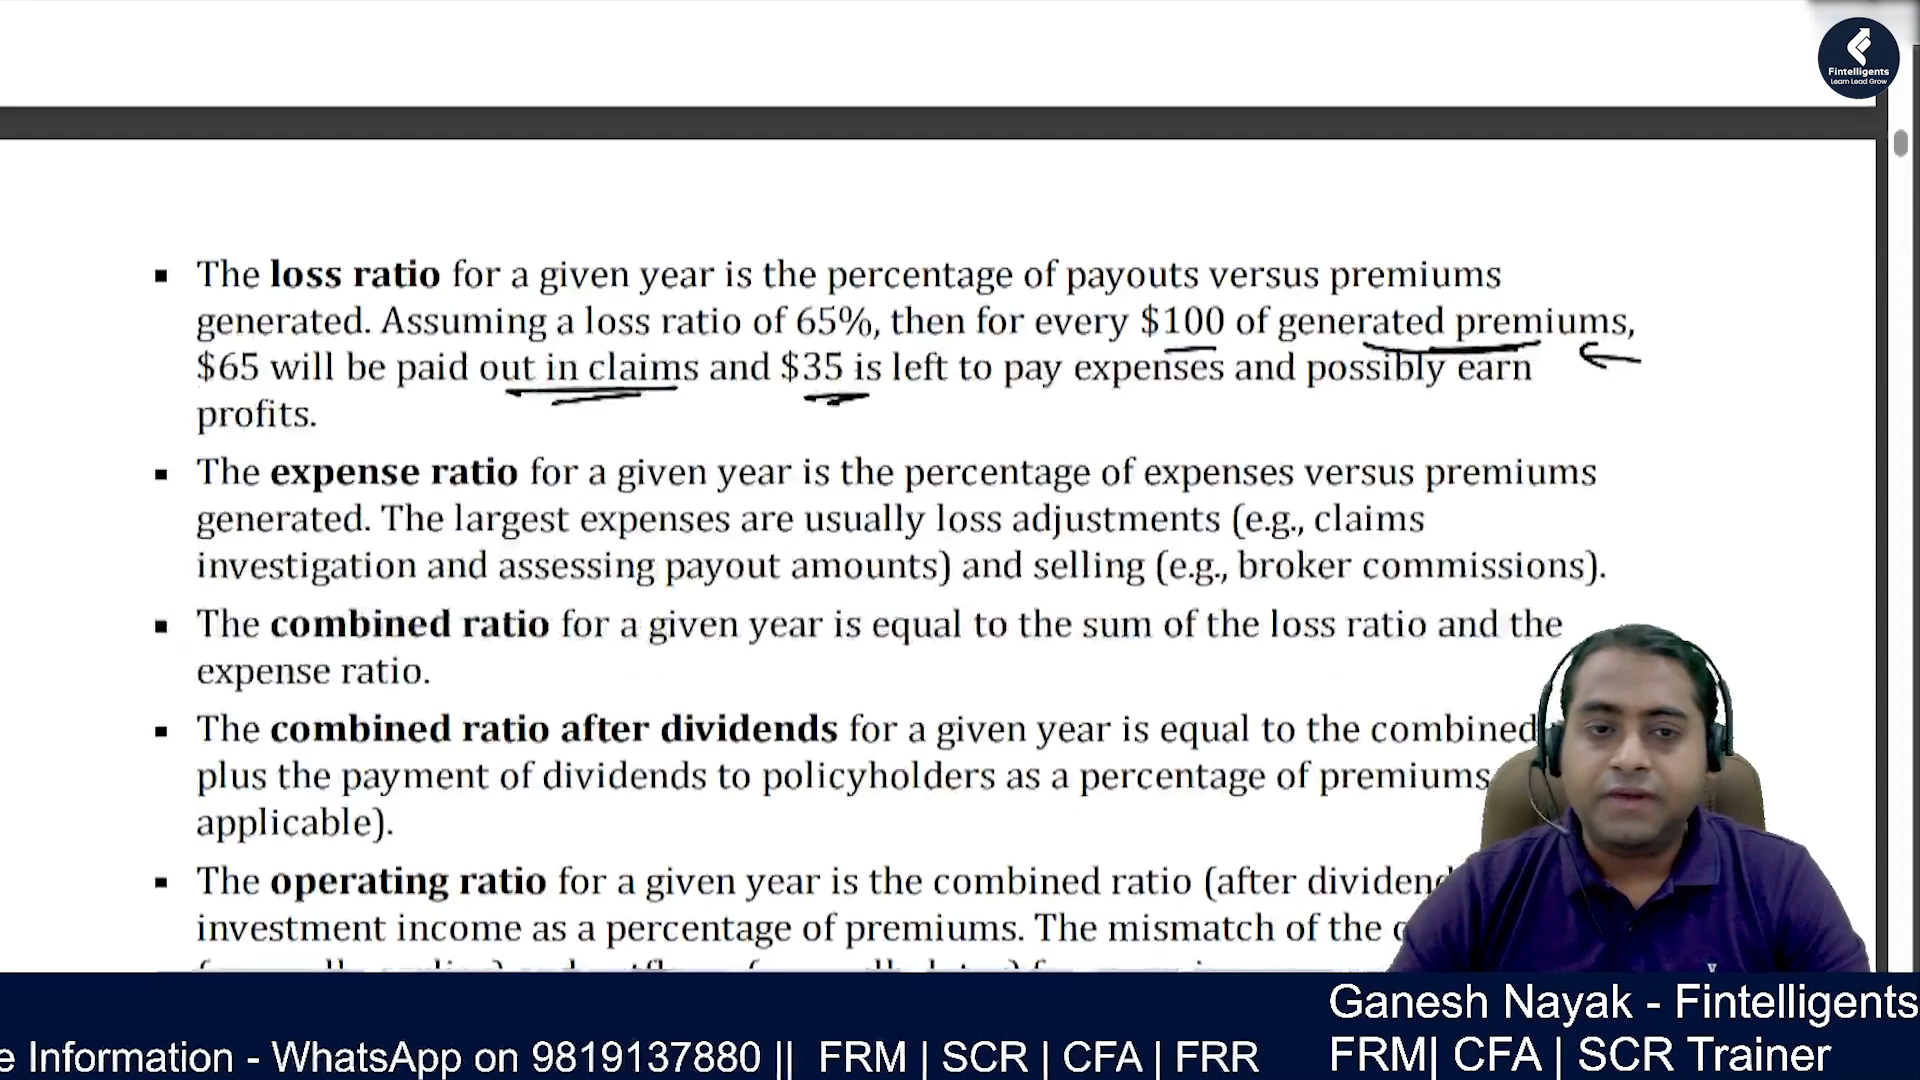 Fintelligents
Learn Lead Grow
▪ The loss ratio for a given year is the percentage of payouts versus premiums
generated. Assuming a loss ratio of 65%, then for every $100 of generated premiums,
$65 will be paid out in claims and $35 is left to pay expenses and possibly earn
profits.
▪ The expense ratio for a given year is the percentage of expenses versus premiums
generated. The largest expenses are usually loss adjustments (e.g., claims
investigation and assessing payout amounts) and selling (e.g., broker commissions).
▪ The combined ratio for a given year is equal to the sum of the loss ratio and the
expense ratio.
▪ The combined ratio after dividends for a given year is equal to the combined
plus the payment of dividends to policyholders as a percentage of premiums
applicable).
▪ The operating ratio for a given year is the combined ratio (after
investment income as a percentage of premiums. The mismatch of the
Ganesh Nayak - Fintelligents
e Information - WhatsApp on 9819137880 || FRM | SCR | CFA | FRR
FRM| CFA | SCR Trainer